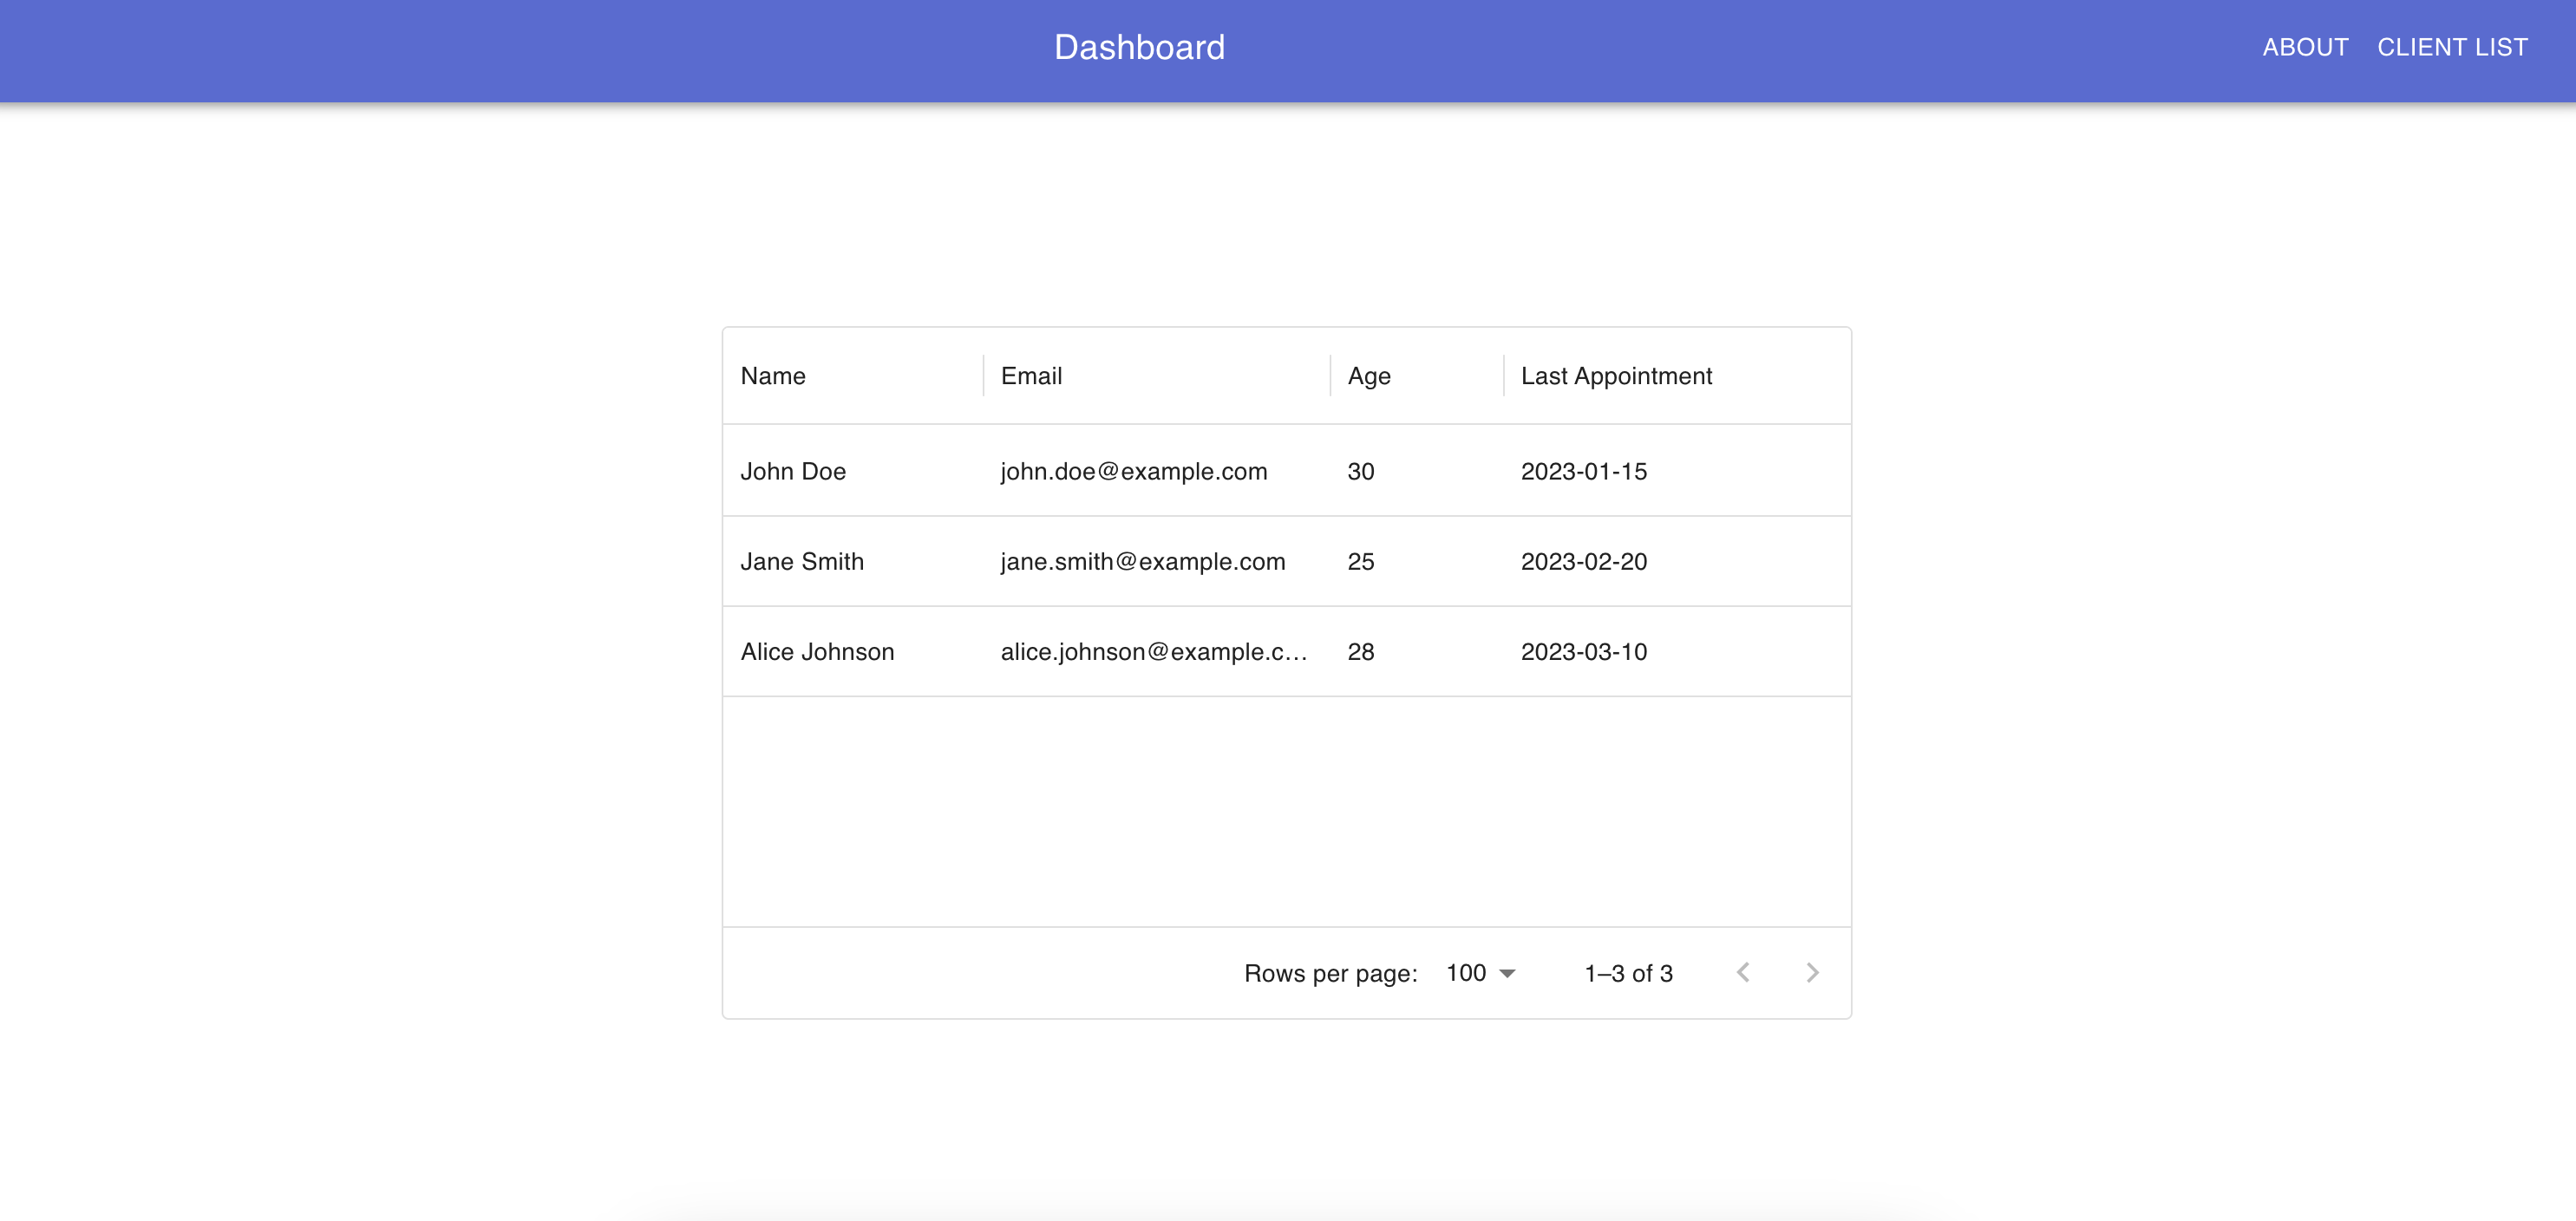 Dashboard ABOUT CLIENT LIST
Name Email Age Last Appointment
John Doe john.doe@example.com 30 2023-01-15
Jane Smith jane.smith@example.com 25 2023-02-20
Alice Johnson alice.johnson@example.c... 28 2023-03-10
Rows per page: 100 1–3 of 3